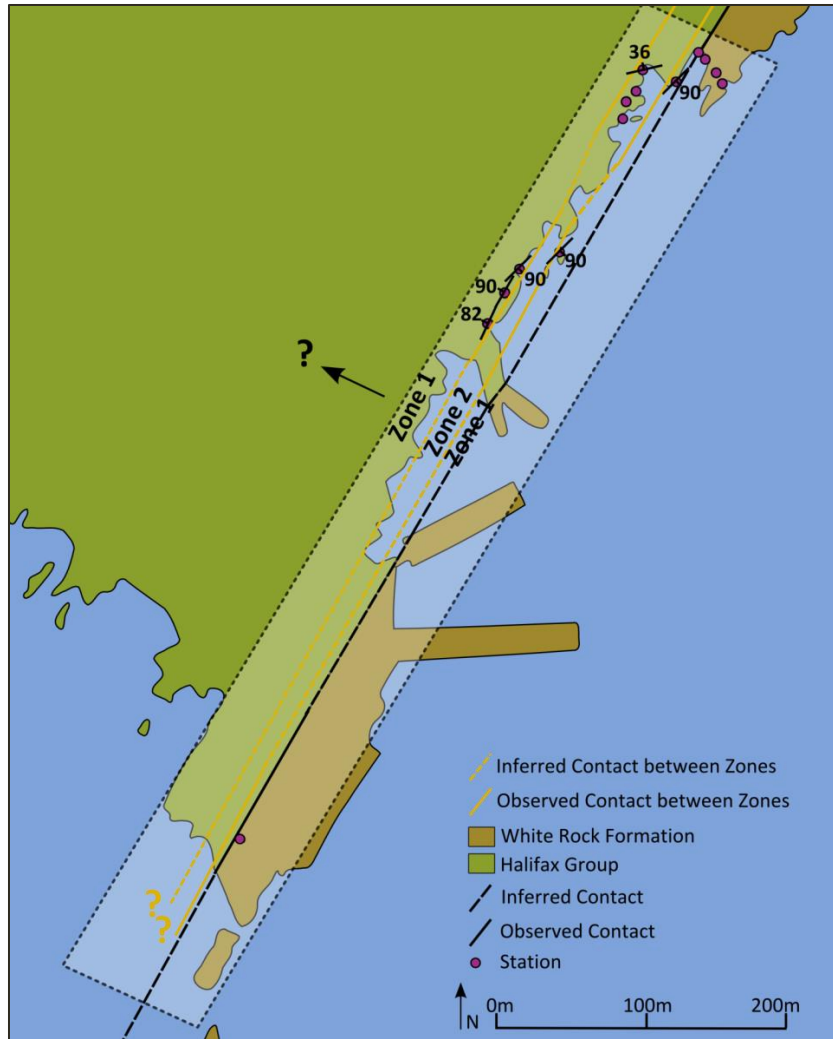 36
90
90
90
90
82
?
Zone 1
Zone 2
Zone 1
?
?
Inferred Contact between Zones
Observed Contact between Zones
White Rock Formation
Halifax Group
Inferred Contact
Observed Contact
Station
N
0m
100m
200m